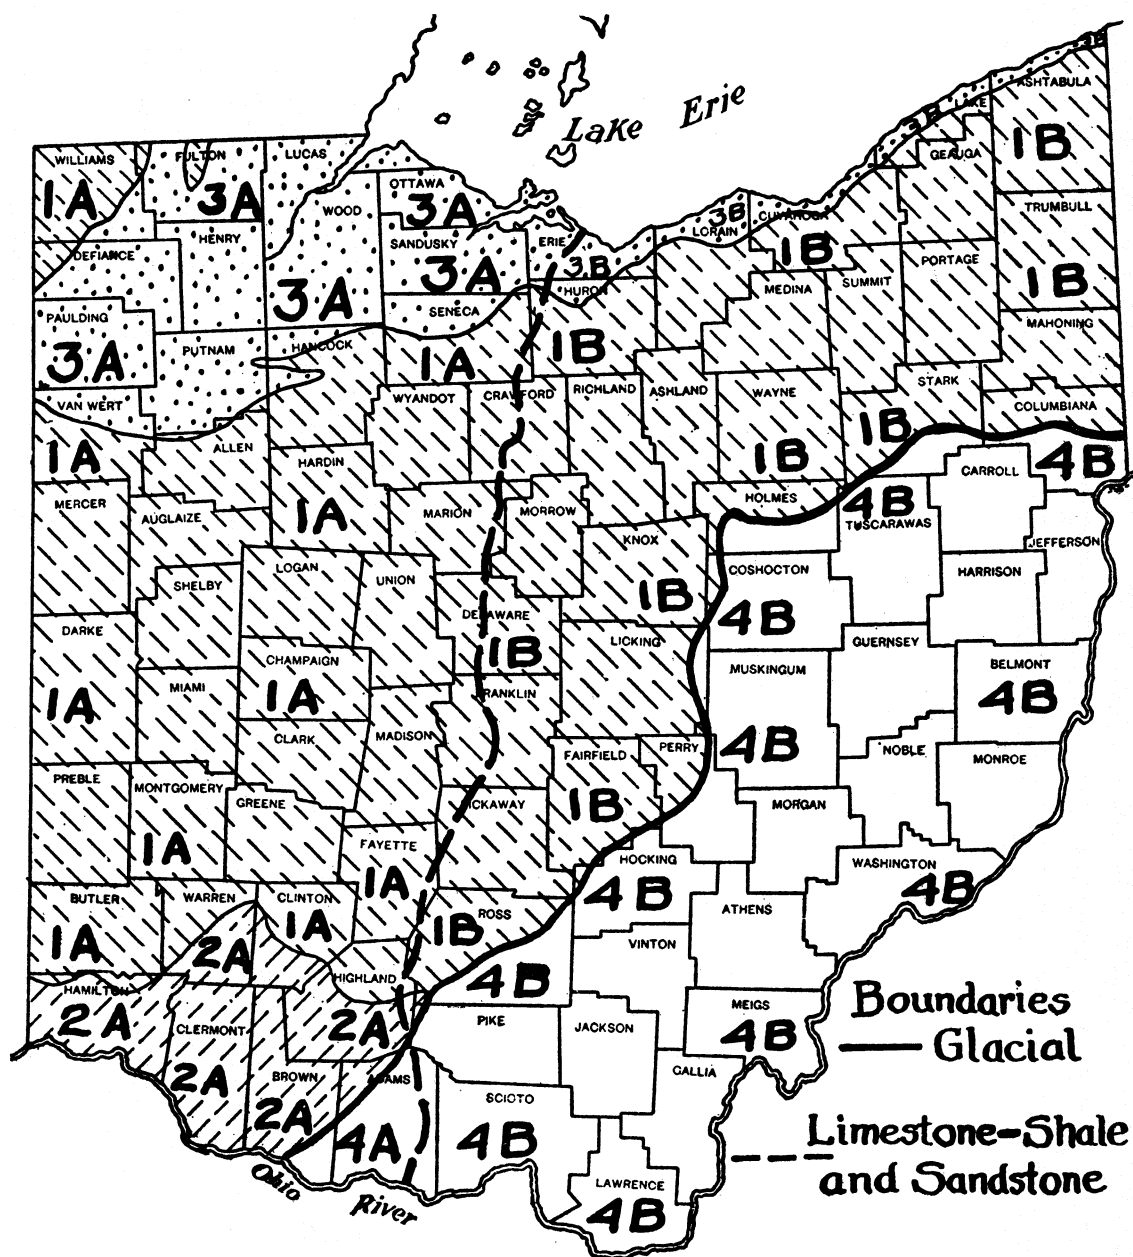 Lake Erie
3B
ASHTABULA
LAKE
3B
1B
GEAUGA
WILLIAMS
FULTON
LUCAS
1A
3A
OTTAWA
3A
WOOD
3B
CUYAHOGA
LORAIN
TRUMBULL
HENRY
SANDUSKY
ERIE
1B
DEFIANCE
3A
3B
PORTAGE
1B
3A
HURON
MEDINA
SUMMIT
PAULDING
SENECA
MAHONING
3A
PUTNAM
HANCOCK
1A
1B
VAN WERT
WYANDOT
CRAWFORD
RICHLAND
ASHLAND
WAYNE
STARK
COLUMBIANA
1A
ALLEN
HARDIN
1B
1B
4B
CARROLL
MERCER
1A
MARION
MORROW
HOLMES
4B
AUGLAIZE
TUSCARAWAS
KNOX
JEFFERSON
LOGAN
UNION
COSHOCTON
HARRISON
SHELBY
1B
4B
DARKE
DELAWARE
LICKING
GUERNSEY
CHAMPAIGN
1B
MUSKINGUM
BELMONT
1A
MIAMI
1A
FRANKLIN
4B
CLARK
MADISON
4B
PERRY
FAIRFIELD
NOBLE
MONROE
PREBLE
MONTGOMERY
GREENE
PICKAWAY
1B
MORGAN
1A
FAYETTE
1A
HOCKING
WASHINGTON
BUTLER
WARREN
CLINTON
4B
4B
1A
2A
1A
1B
ROSS
ATHENS
VINTON
HAMILTON
HIGHLAND
4B
2A
CLERMONT
2A
PIKE
JACKSON
MEIGS
4B
Boundaries
Glacial
2A
BROWN
ADAMS
GALLIA
2A
4A
SCIOTO
4B
Limestone-Shale
and Sandstone
LAWRENCE
4B
Ohio River